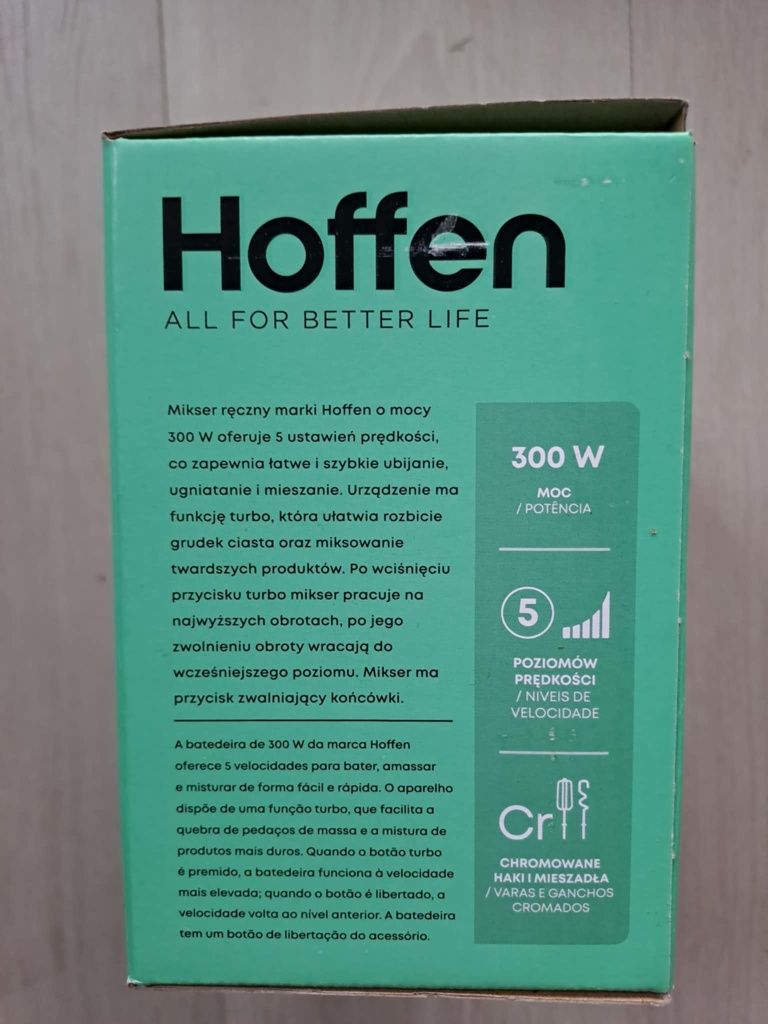 Hoffen
ALL FOR BETTER LIFE
Mikser ręczny marki Hoffen o mocy
300 W oferuje 5 ustawień prędkości,
co zapewnia łatwe i szybkie ubijanie,
ugniatanie i mieszanie. Urządzenie ma
funkcję turbo, która ułatwia rozbicie
grudek ciasta oraz miksowanie
twardszych produktów. Po wciśnięciu
przycisku turbo mikser pracuje na
najwyższych obrotach, po jego
zwolnieniu obroty wracają do
wcześniejszego poziomu. Mikser ma
przycisk zwalniający końcówki.
A batedeira de 300 W da marca Hoffen
oferece 5 velocidades para bater, amassar
e misturar de forma fácil e rápida. O aparelho
dispõe de uma função turbo, que facilita a
quebra de pedaços de massa e a mistura de
produtos mais duros. Quando o botão turbo
é premido, a batedeira funciona à velocidade
mais elevada; quando o botão é libertado, a
velocidade volta ao nível anterior. A batedeira
tem um botão de libertação do acessório.
300 W
MOC
/ POTÊNCIA
5
POZIOMÓW
PRĘDKOŚCI
/ NIVEIS DE
VELOCIDADE
Cr
CHROMOWANE
HAKI I MIESZADŁA
/ VARAS E GANCHOS
CROMADOS